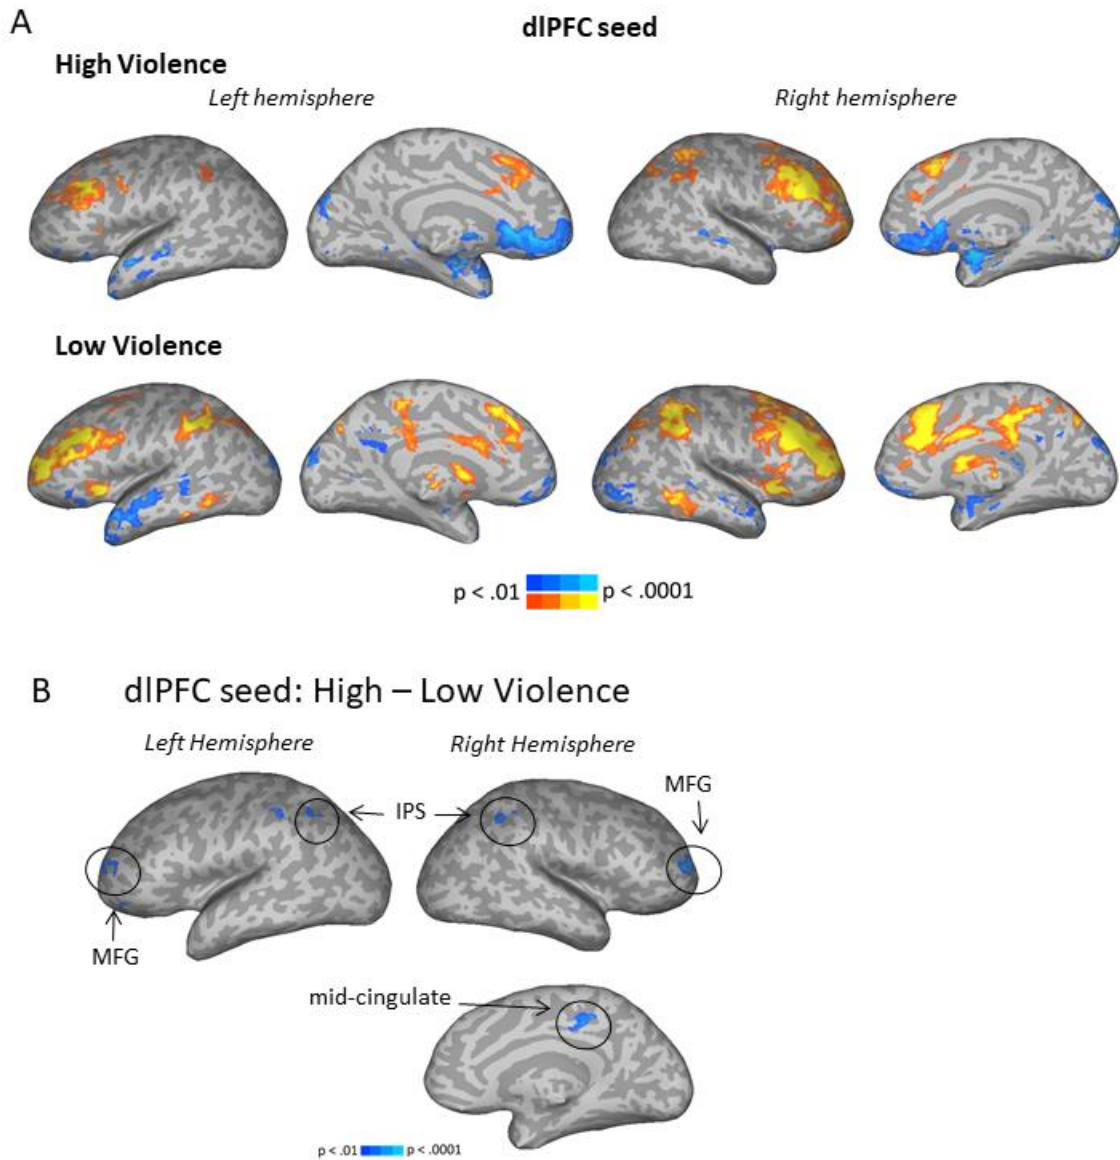 A
dlPFC seed
High Violence
Left hemisphere
Right hemisphere
Low Violence
p < .01
p < .0001
B
dlPFC seed: High – Low Violence
Left Hemisphere
Right Hemisphere
MFG
IPS
MFG
mid-cingulate
p < .01
p < .0001